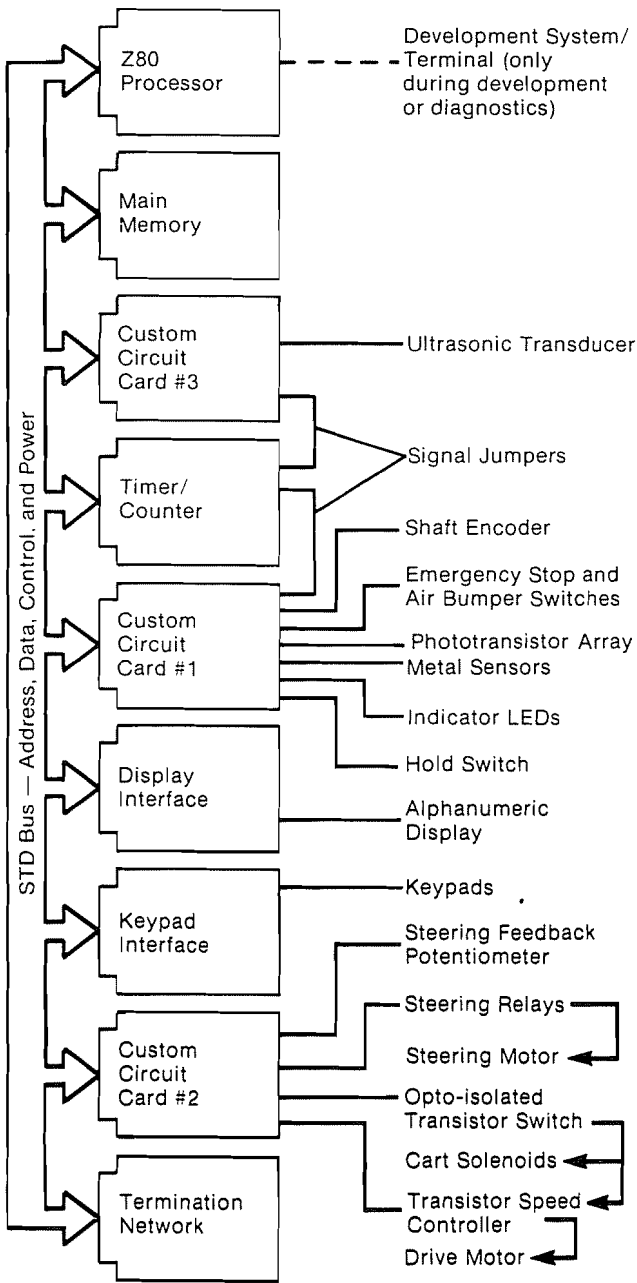 Z80
Processor
Development System/
Terminal (only
during development
or diagnostics)
Main
Memory
Custom
Circuit
Card #3
Ultrasonic Transducer
Signal Jumpers
Timer/
Counter
Shaft Encoder
Emergency Stop and
Air Bumper Switches
Custom
Circuit
Card #1
Phototransistor Array
Metal Sensors
Indicator LEDs
Hold Switch
Display
Interface
Alphanumeric
Display
Keypad
Interface
Keypads
Steering Feedback
Potentiometer
Custom
Circuit
Card #2
Steering Relays
Steering Motor
Opto-isolated
Transistor Switch
Cart Solenoids
Transistor Speed
Controller
Drive Motor
Termination
Network
STD Bus — Address, Data, Control, and Power